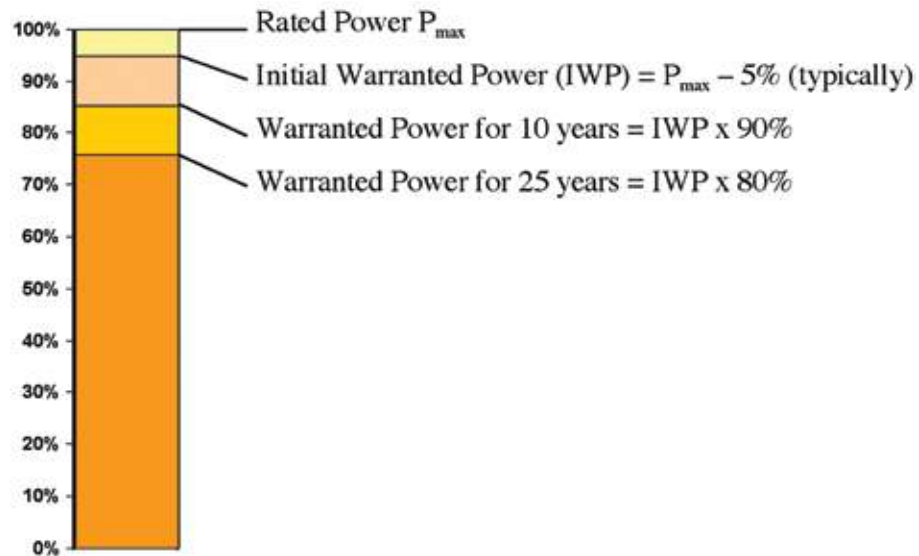 100%
Rated Power Pmax
90%
Initial Warranted Power (IWP) = Pmax – 5% (typically)
80%
Warranted Power for 10 years = IWP x 90%
70%
Warranted Power for 25 years = IWP x 80%
60%
50%
40%
30%
20%
10%
0%